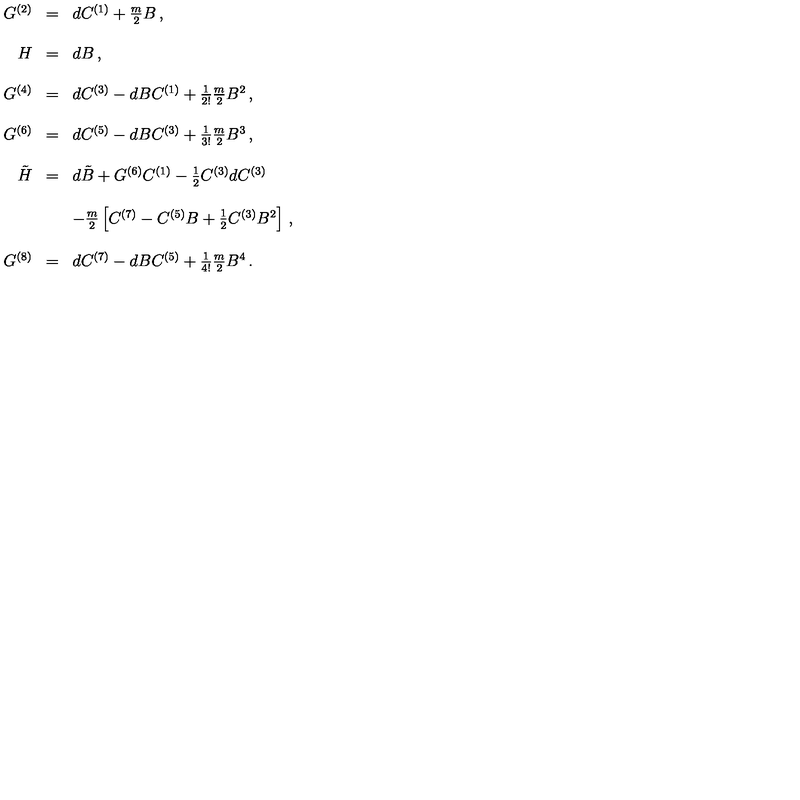 G^{(2)} = dC^{(1)} + \frac{m}{2} B ,
H = dB ,
G^{(4)} = dC^{(3)} - dBC^{(1)} + \frac{1}{2!} \frac{m}{2} B^2 ,
G^{(6)} = dC^{(5)} - dBC^{(3)} + \frac{1}{3!} \frac{m}{2} B^3 ,
\tilde{H} = d\tilde{B} + G^{(6)}C^{(1)} - \frac{1}{2} C^{(3)}dC^{(3)}
- \frac{m}{2} \left[ C^{(7)} - C^{(5)}B + \frac{1}{2} C^{(3)}B^2 \right] ,
G^{(8)} = dC^{(7)} - dBC^{(5)} + \frac{1}{4!} \frac{m}{2} B^4 .